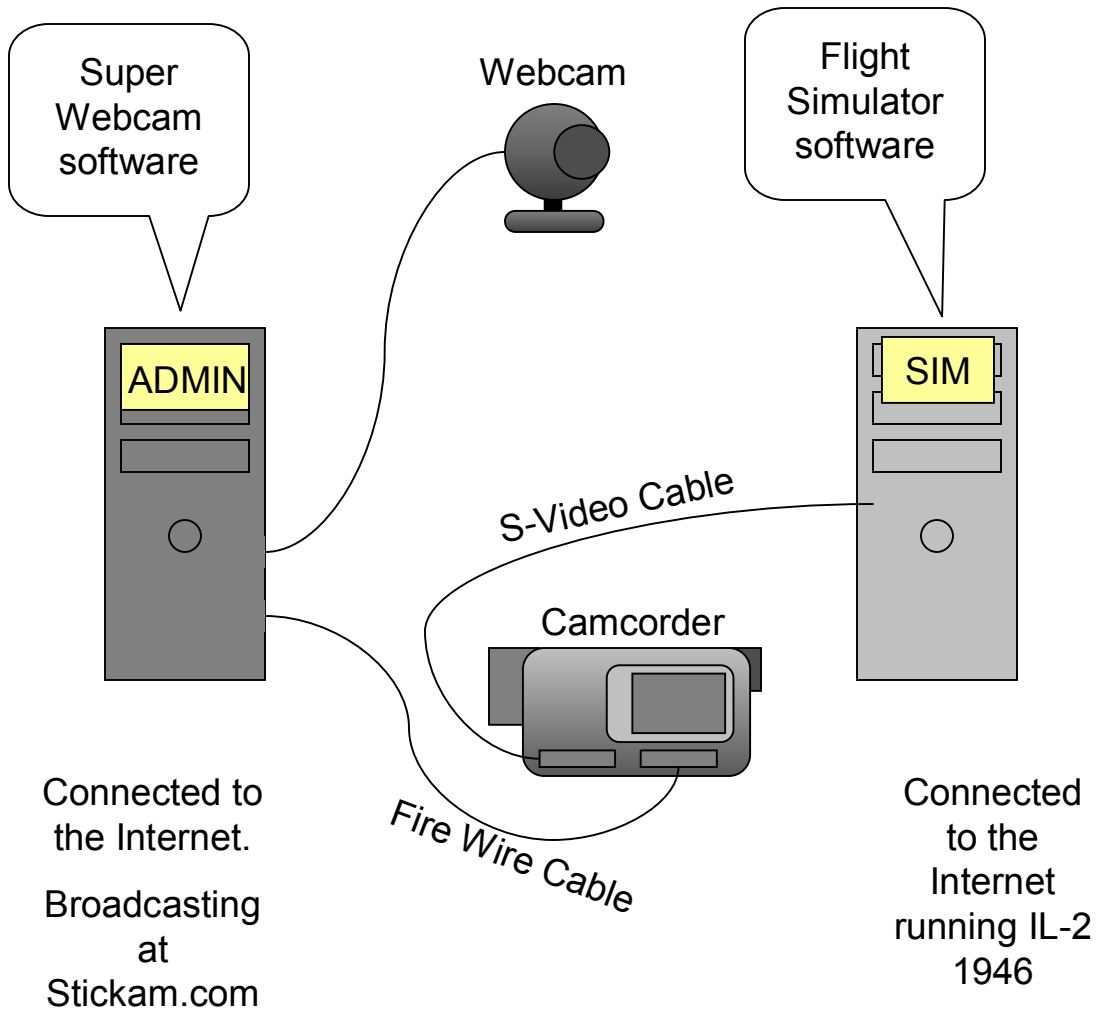 Super
Webcam
software
Webcam
Flight
Simulator
software
ADMIN
SIM
S-Video Cable
Camcorder
Fire Wire Cable
Connected to
the Internet.
Broadcasting
at
Stickam.com
Connected
to the
Internet
running IL-2
1946